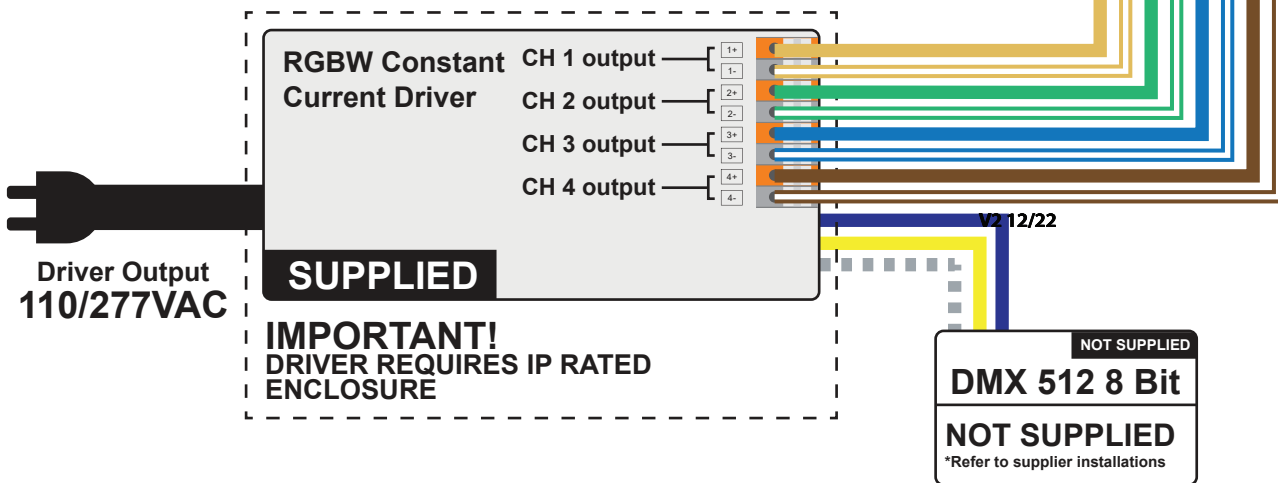 RGBW Constant
Current Driver
CH 1 output
CH 2 output
CH 3 output
CH 4 output
1+
1-
2+
2-
3+
3-
4+
4-
V2 12/22
Driver Output
110/277VAC
SUPPLIED
IMPORTANT!
DRIVER REQUIRES IP RATED
ENCLOSURE
NOT SUPPLIED
DMX 512 8 Bit
NOT SUPPLIED
*Refer to supplier installations